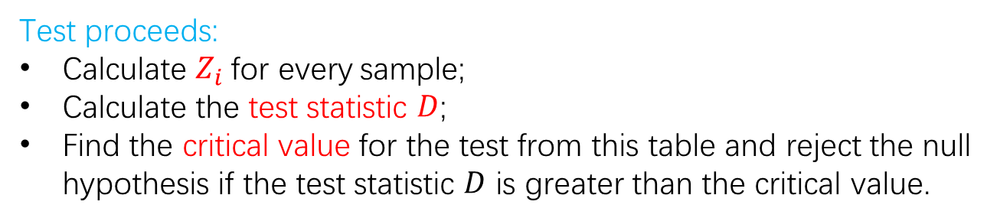 Test proceeds:
• Calculate Z_i for every sample;
• Calculate the test statistic D;
• Find the critical value for the test from this table and reject the null
hypothesis if the test statistic D is greater than the critical value.